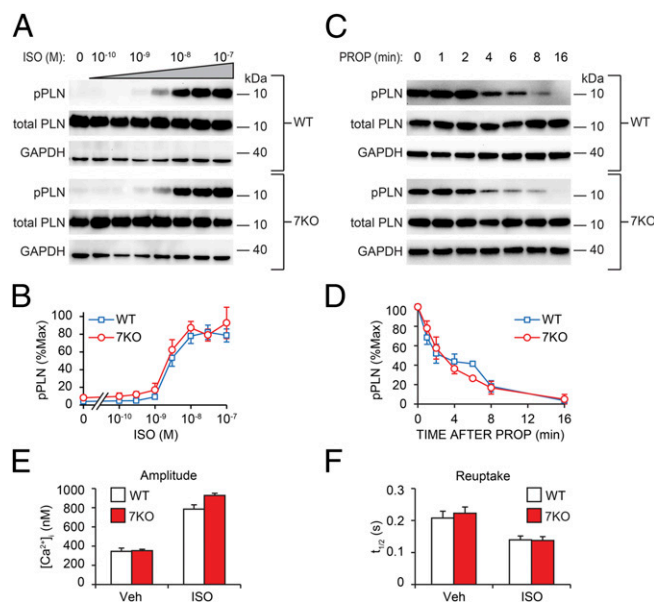 A
ISO (M): 0 10⁻¹⁰ 10⁻⁹ 10⁻⁸ 10⁻⁷
kDa
pPLN 10
total PLN 10
WT
GAPDH 40
pPLN 10
total PLN 10
7KO
GAPDH 40
C
PROP (min): 0 1 2 4 6 8 16
kDa
pPLN 10
total PLN 10
WT
GAPDH 40
pPLN 10
total PLN 10
7KO
GAPDH 40
B
WT
7KO
pPLN (%Max)
100
80
60
40
20
0
0 10⁻¹⁰ 10⁻⁹ 10⁻⁸ 10⁻⁷
ISO (M)
D
WT
7KO
pPLN (%Max)
100
80
60
40
20
0
0 4 8 12 16
TIME AFTER PROP (min)
E
Amplitude
WT
7KO
[Ca²⁺]i (nM)
1000
800
600
400
200
0
Veh ISO
F
Reuptake
WT
7KO
t1/2 (s)
0.3
0.2
0.1
0
Veh ISO